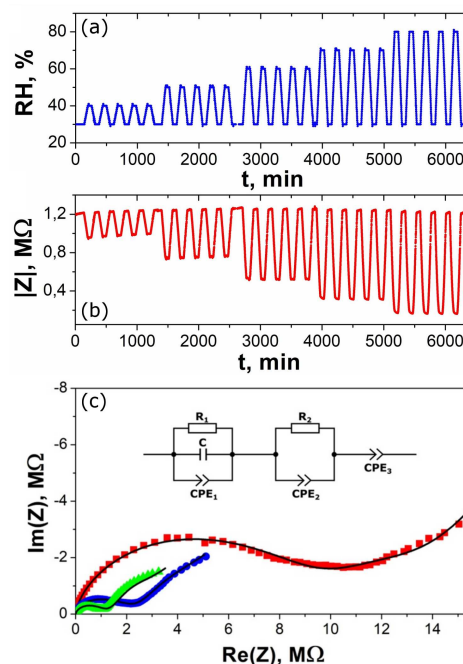 (a)
RH, %
80
60
40
20
0 1000 2000 3000 4000 5000 6000
t, min
(b)
|Z|, MΩ
1,2
0,8
0,4
0 1000 2000 3000 4000 5000 6000
t, min
(c)
Im(Z), MΩ
-8
-6
-4
-2
0
R1
C
CPE1
R2
CPE2
CPE3
0 2 4 6 8 10 12 14
Re(Z), MΩ